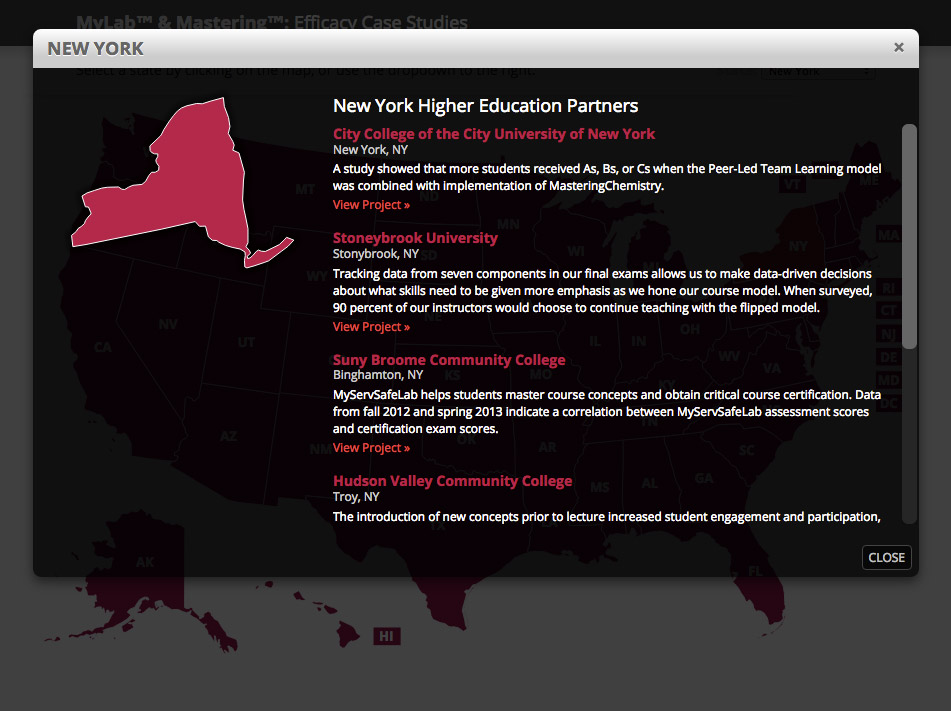 MyLab™ & Mastering™: Efficacy Case Studies
NEW YORK
×
Select a state by clicking on the map, or use the dropdown to the right.
New York
New York Higher Education Partners
City College of the City University of New York
New York, NY
A study showed that more students received As, Bs, or Cs when the Peer-Led Team Learning model
was combined with implementation of MasteringChemistry.
View Project »
Stoneybrook University
Stonybrook, NY
Tracking data from seven components in our final exams allows us to make data-driven decisions
about what skills need to be given more emphasis as we hone our course model. When surveyed,
90 percent of our instructors would choose to continue teaching with the flipped model.
View Project »
Suny Broome Community College
Binghamton, NY
MyServSafeLab helps students master course concepts and obtain critical course certification. Data
from fall 2012 and spring 2013 indicate a correlation between MyServSafeLab assessment scores
and certification exam scores.
View Project »
Hudson Valley Community College
Troy, NY
The introduction of new concepts prior to lecture increased student engagement and participation,
CLOSE
MT
ND
MN
VT
ME
WI
NY
MA
SD
WY
RI
CT
NV
UT
IL
IN
OH
NJ
CA
WV
DE
KS
MO
KY
VA
MD
DC
AZ
NM
OK
AR
TN
SC
MS
AL
GA
TX
AK
FL
HI